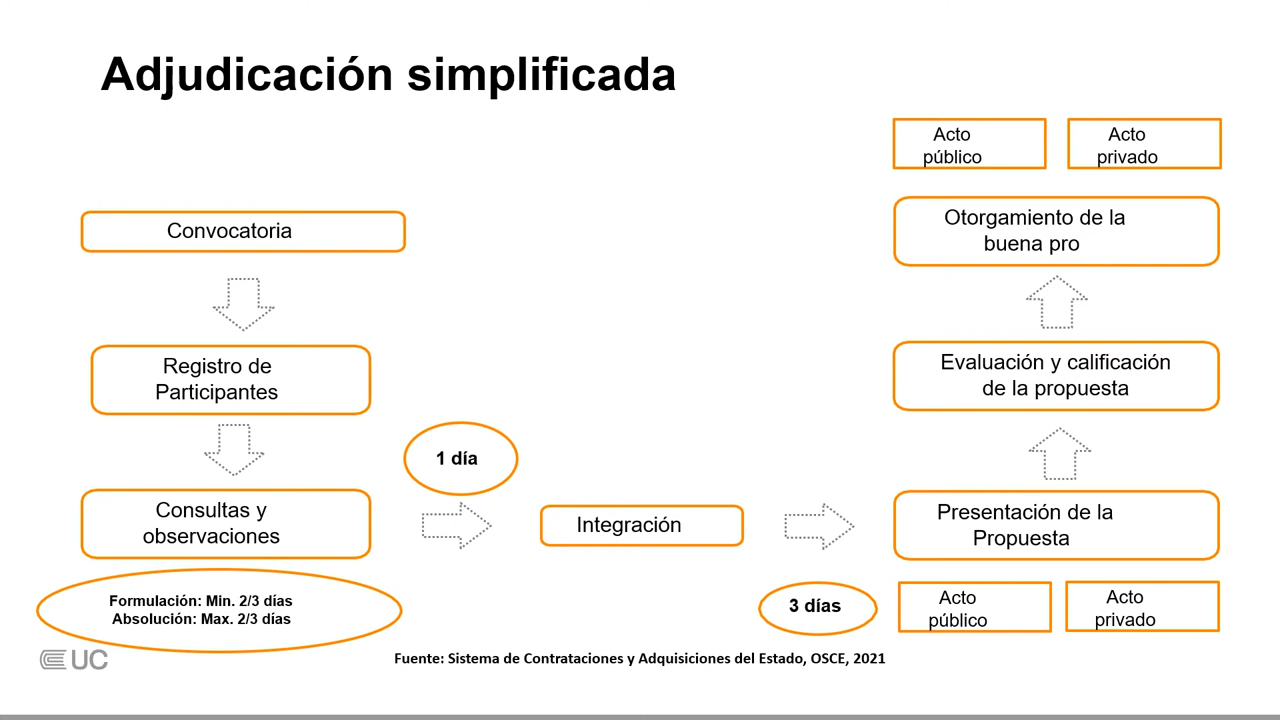 Adjudicación simplificada
Convocatoria
Registro de
Participantes
Consultas y
observaciones
Formulación: Min. 2/3 días
Absolución: Max. 2/3 días
1 día
Integración
3 días
Acto
público
Acto
privado
Otorgamiento de la
buena pro
Evaluación y calificación
de la propuesta
Presentación de la
Propuesta
Acto
público
Acto
privado
UC
Fuente: Sistema de Contrataciones y Adquisiciones del Estado, OSCE, 2021